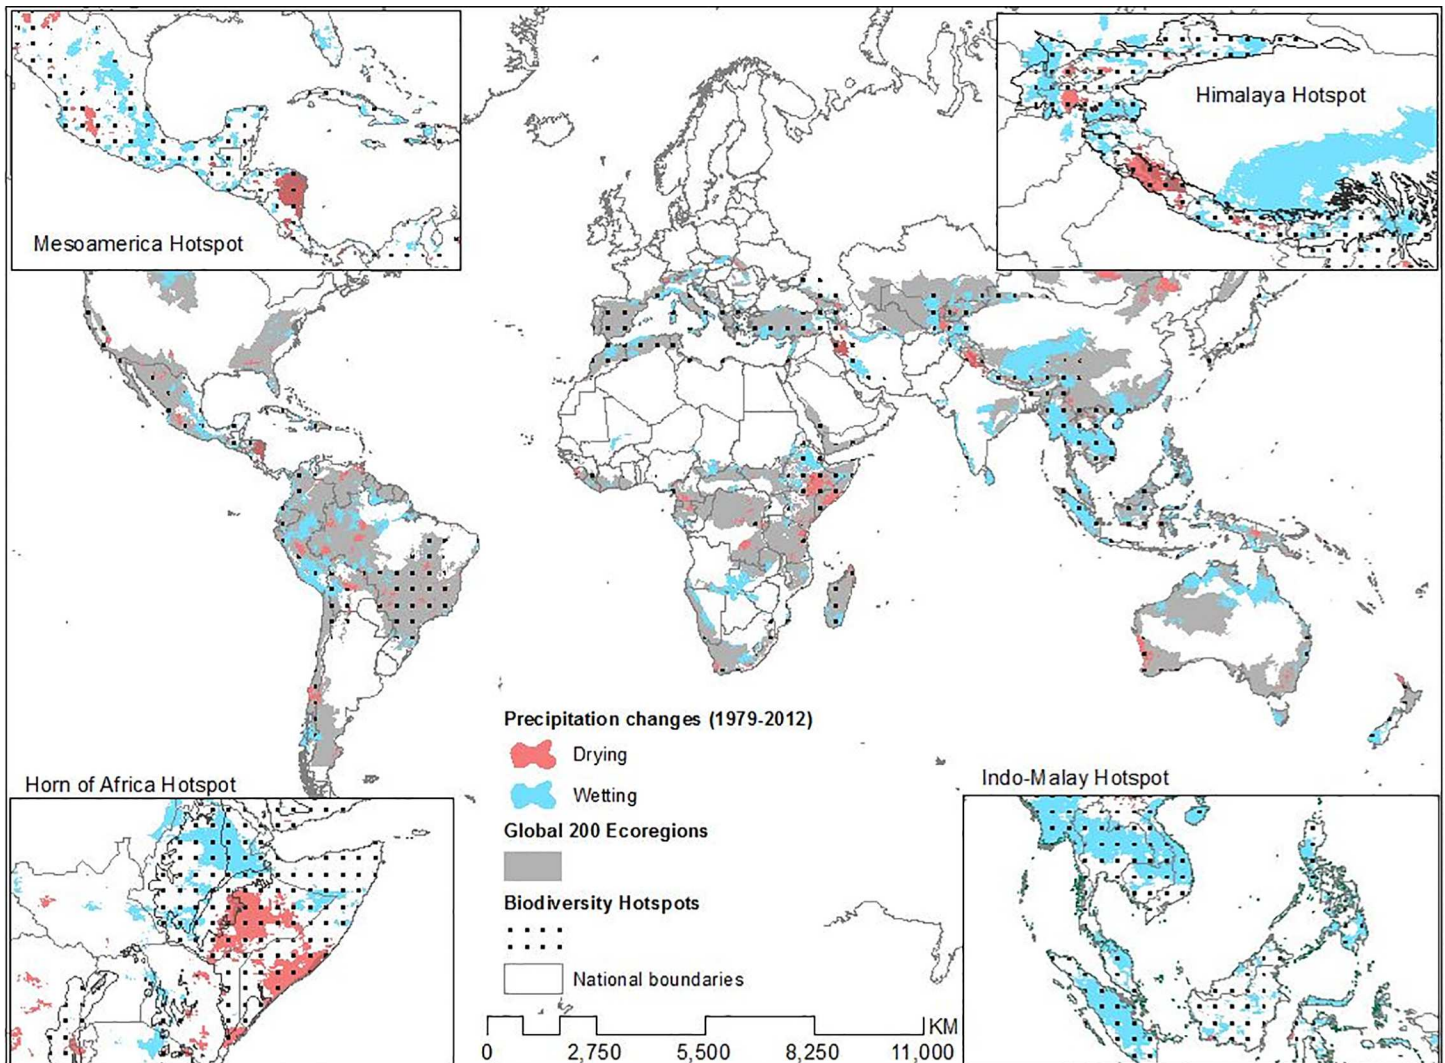 Himalaya Hotspot
Mesoamerica Hotspot
Precipitation changes (1979-2012)
Drying
Wetting
Global 200 Ecoregions
Biodiversity Hotspots
National boundaries
Horn of Africa Hotspot
Indo-Malay Hotspot
KM
0 2,750 5,500 8,250 11,000